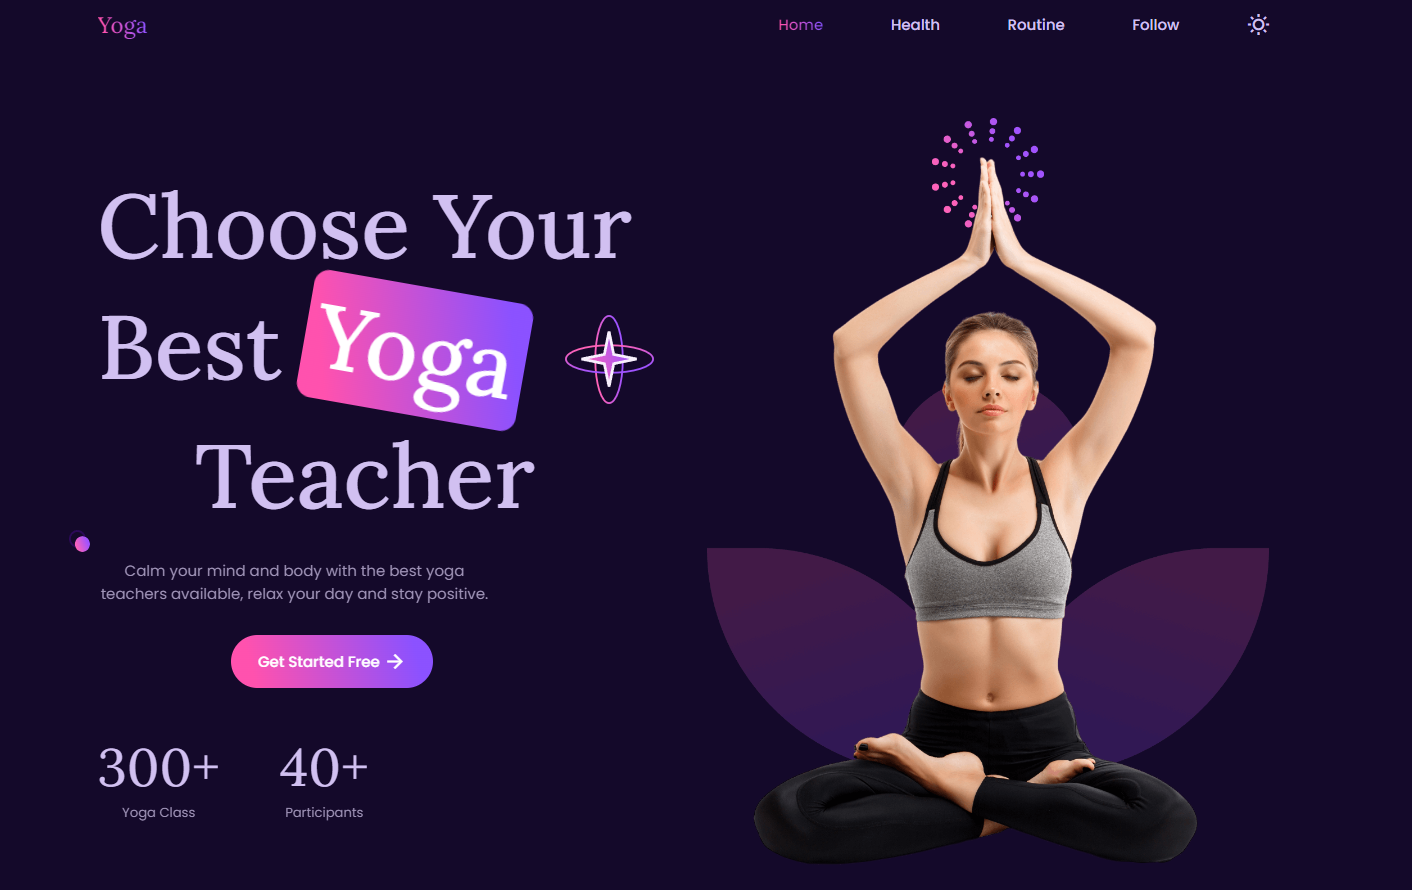 Yoga
Home Health Routine Follow
Choose Your
Best Yoga
Teacher
Calm your mind and body with the best yoga
teachers available, relax your day and stay positive.
Get Started Free
300+ 40+
Yoga Class Participants